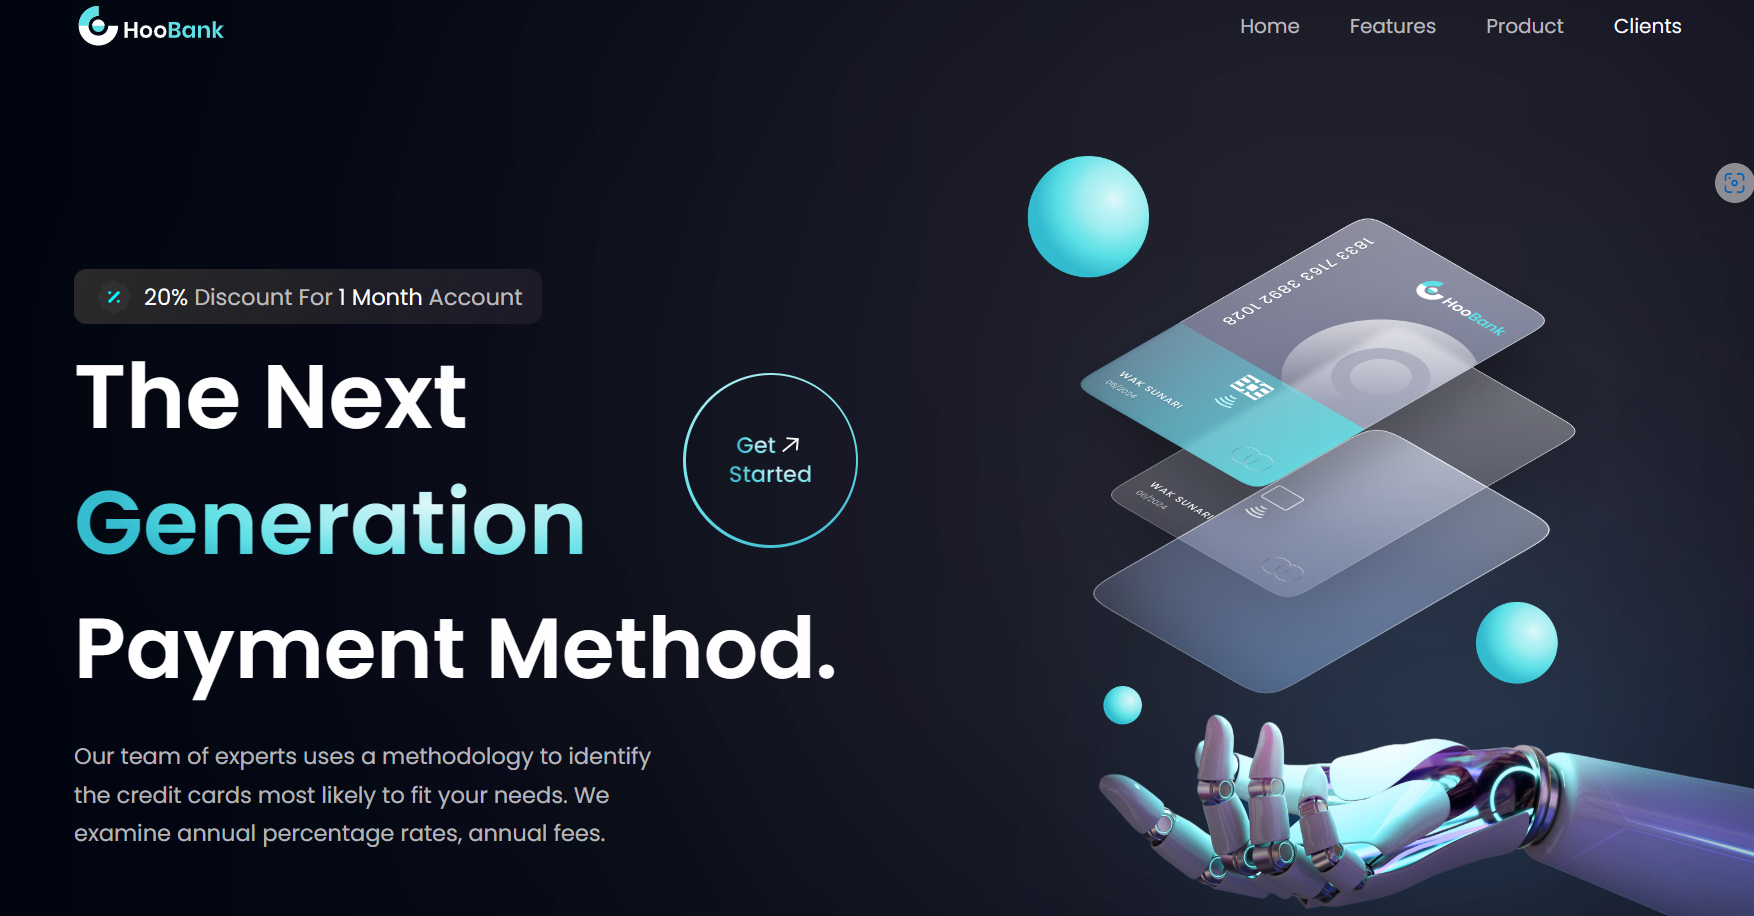 HooBank
Home Features Product Clients
20% Discount For 1 Month Account
The Next
Generation
Payment Method.
Get
Started
Our team of experts uses a methodology to identify
the credit cards most likely to fit your needs. We
examine annual percentage rates, annual fees.
1833 7163 3892 1028
HooBank
WAK SUNARI
06/2024
WAK SUNARI
06/2024